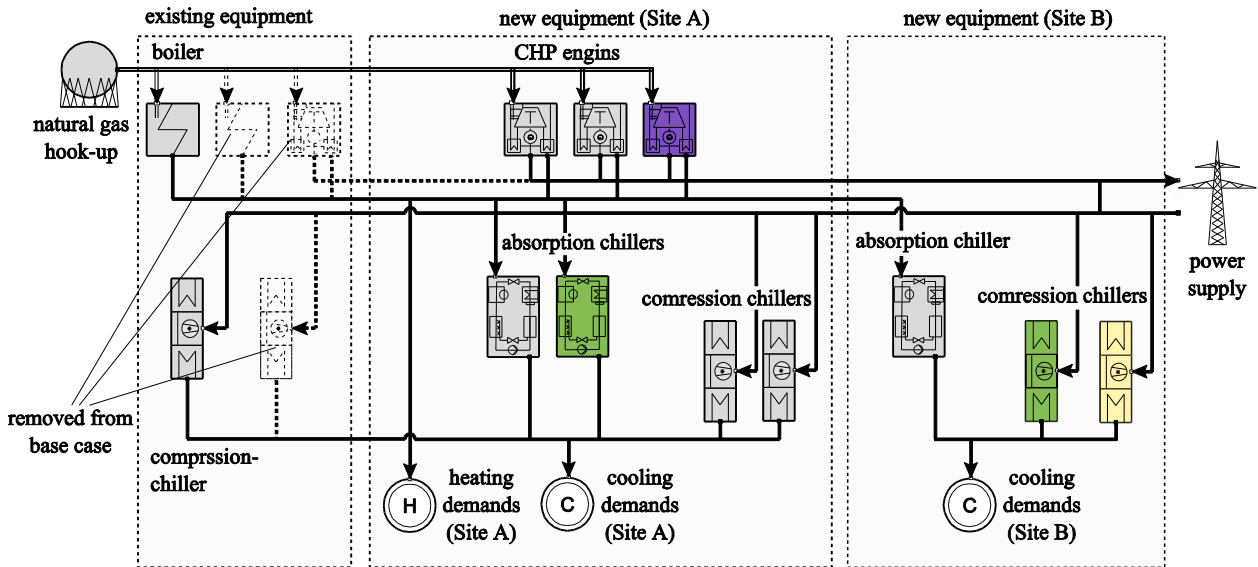 existing equipment
new equipment (Site A)
new equipment (Site B)
boiler
CHP engins
natural gas
hook-up
T
T
T
absorption chillers
absorption chiller
comression chillers
comression chillers
power
supply
removed from
base case
comprssion-
chiller
H
heating
demands
(Site A)
C
cooling
demands
(Site A)
C
cooling
demands
(Site B)